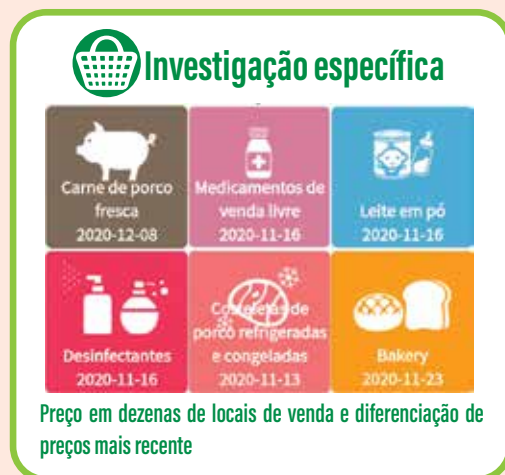 Investigação específica
Carne de porco
fresca
2020-12-08
Medicamentos de
venda livre
2020-11-16
Leite em pó
2020-11-16
Desinfectantes
2020-11-16
Costeletas de
porco refrigeradas
e congeladas
2020-11-13
Bakery
2020-11-23
Preço em dezenas de locais de venda e diferenciação de
preços mais recente